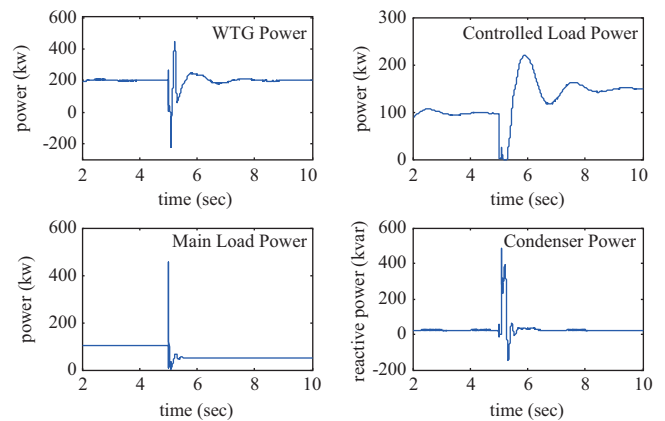 WTG Power
power (kw)
600
400
200
0
-200
2 4 6 8 10
time (sec)
Controlled Load Power
power (kw)
300
200
100
0
2 4 6 8 10
time (sec)
Main Load Power
power (kw)
600
400
200
0
2 4 6 8 10
time (sec)
Condenser Power
reactive power (kvar)
600
400
200
0
-200
2 4 6 8 10
time (sec)